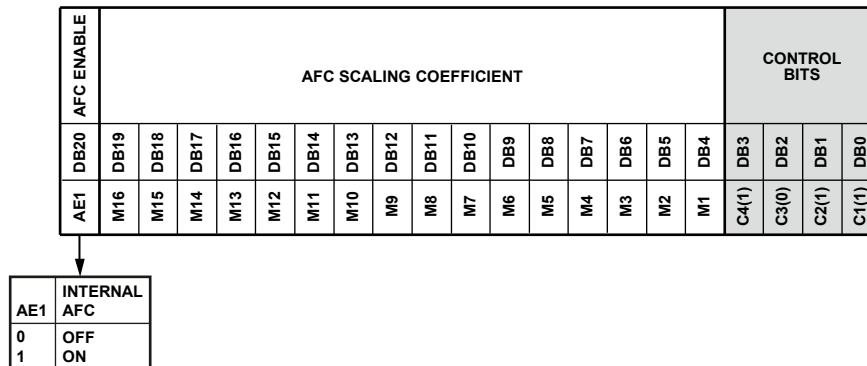 AFC ENABLE
AFC SCALING COEFFICIENT
CONTROL
BITS
DB20 DB19 DB18 DB17 DB16 DB15 DB14 DB13 DB12 DB11 DB10 DB9 DB8 DB7 DB6 DB5 DB4 DB3 DB2 DB1 DB0
AE1 M16 M15 M14 M13 M12 M11 M10 M9 M8 M7 M6 M5 M4 M3 M2 M1 C4(1) C3(0) C2(1) C1(1)
INTERNAL
AE1 AFC
0 OFF
1 ON